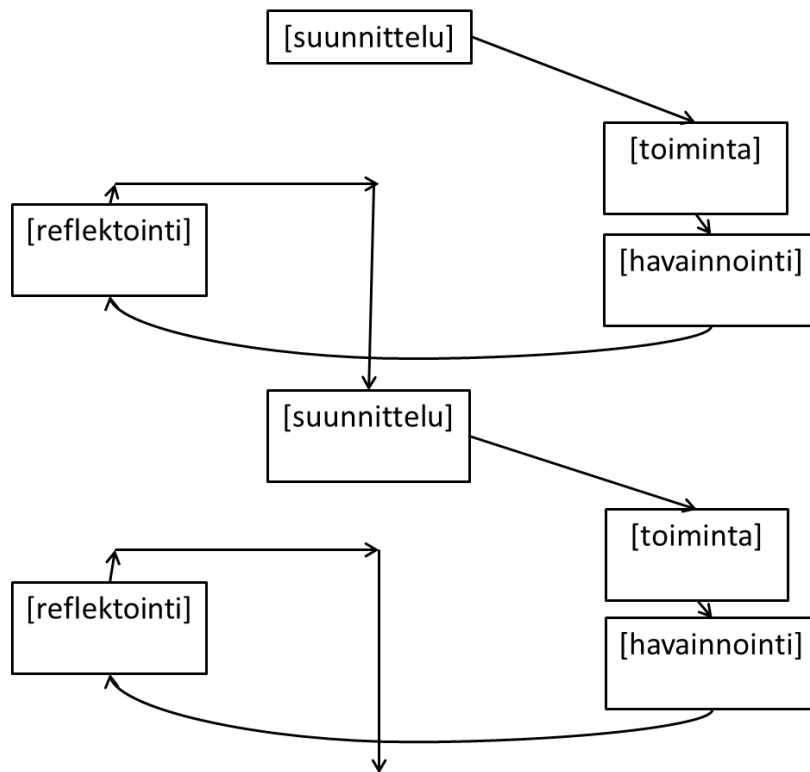 [suunnittelu]
[toiminta]
[reflektointi]
[havainnointi]
[suunnittelu]
[toiminta]
[reflektointi]
[havainnointi]